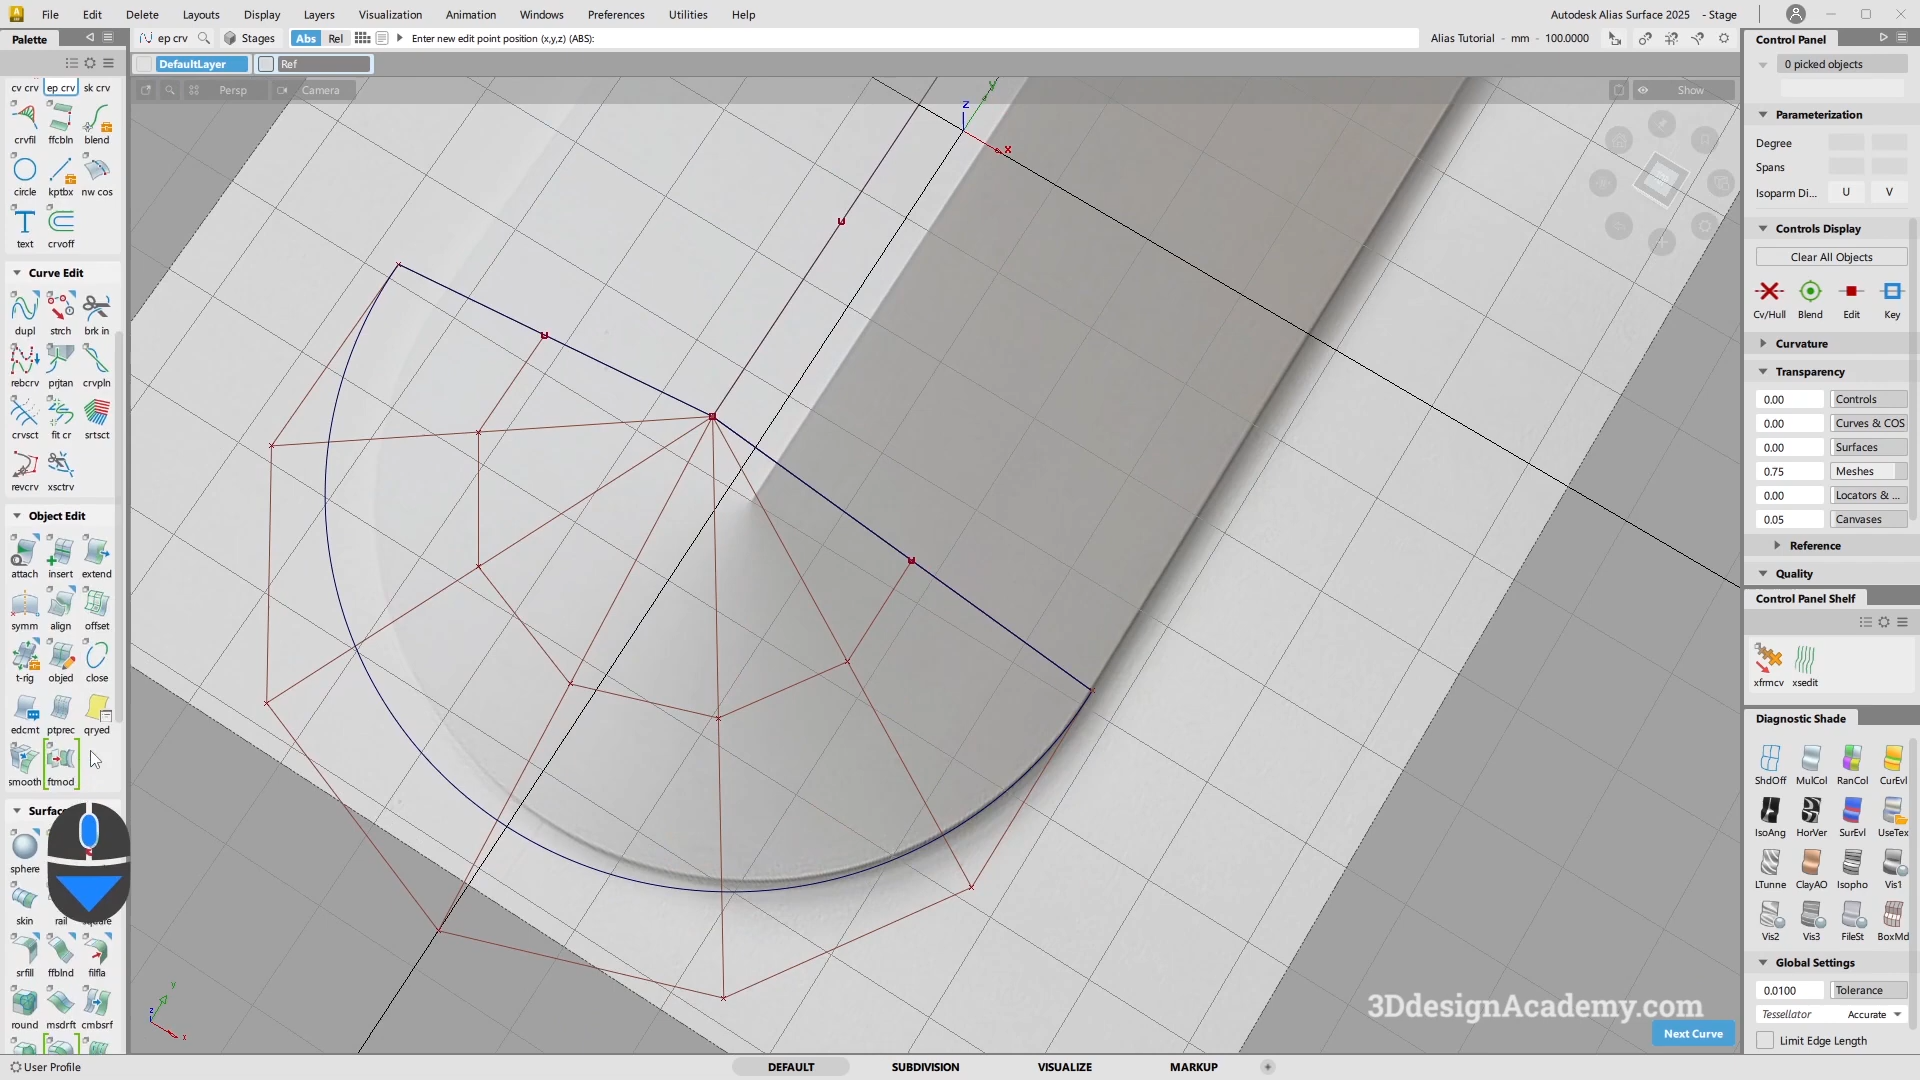 File Edit Delete Layouts Display Layers Visualization Animation Windows Preferences Utilities Help
Autodesk Alias Surface 2025 - Stage
Palette
ep crv Stages Abs Rel Enter new edit point position (x,y,z) (ABS):
Alias Tutorial - mm - 100.0000
DefaultLayer Ref
Persp Camera Show
cv crv ep crv sk crv
crvfil ffcbln blend
circle kptbx nw cos
text crvoff
Curve Edit
dupl strch brk in
rebcrv prjtan crvpln
crvsct fit cr srtsct
revcrv xsctrv
Object Edit
attach insert extend
symm align offset
t-rig objed close
edcmt ptprec qryed
smooth ftmod
sphere
skin rail
srfill ffblnd filfla
round msdrft cmbsrf
z y x
u
u
u
z y x
Control Panel
0 picked objects
Parameterization
Degree
Spans
Isoparm Di... U V
Controls Display
Clear All Objects
Cv/Hull Blend Edit Key
Curvature
Transparency
0.00 Controls
0.00 Curves & COS
0.00 Surfaces
0.75 Meshes
0.00 Locators & ...
0.05 Canvases
Reference
Quality
Control Panel Shelf
xfrmcv xsedit
Diagnostic Shade
ShdOff MulCol RanCol CurEvl
IsoAng HorVer SurEvl UseTex
LTunne ClayAO Isopho Vis1
Vis2 Vis3 FileSt BoxMd
Global Settings
0.0100 Tolerance
Tessellator Accurate
Limit Edge Length
3DdesignAcademy.com
Next Curve
User Profile
DEFAULT SUBDIVISION VISUALIZE MARKUP